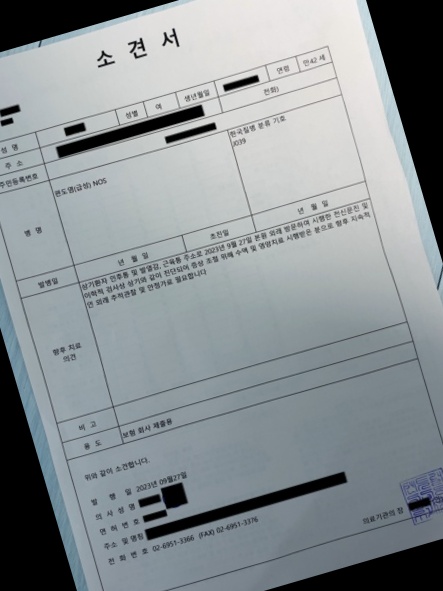 소 견 서
성 명
성별
여
생년월일
연령
만42 세
주 소
전화)
주민등록번호
병 명
편도염(급성) NOS
한국질병 분류 기호
J039
발병일
년 월 일
초진일
년 월 일
향후 치료
의견
상기환자 인후통 및 발열감, 근육통 주소로 2023년 9월 27일 본원 외래 방문하여 시행한 전신문진 및
이학적 검사상 상기와 같이 진단되어 증상 조절 위해 수액 및 영양치료 시행받은 분으로 향후 지속적
인 외래 추적관찰 및 안정가료 필요합니다
비 고
용 도
보험 회사 제출용
위와 같이 소견합니다.
발 행 일 2023년 09월27일
의 사 성 명
면 허 번 호
주소 및 명칭
전 화 번 호 02-6951-3366 (FAX) 02-6951-3376
의료기관의 장